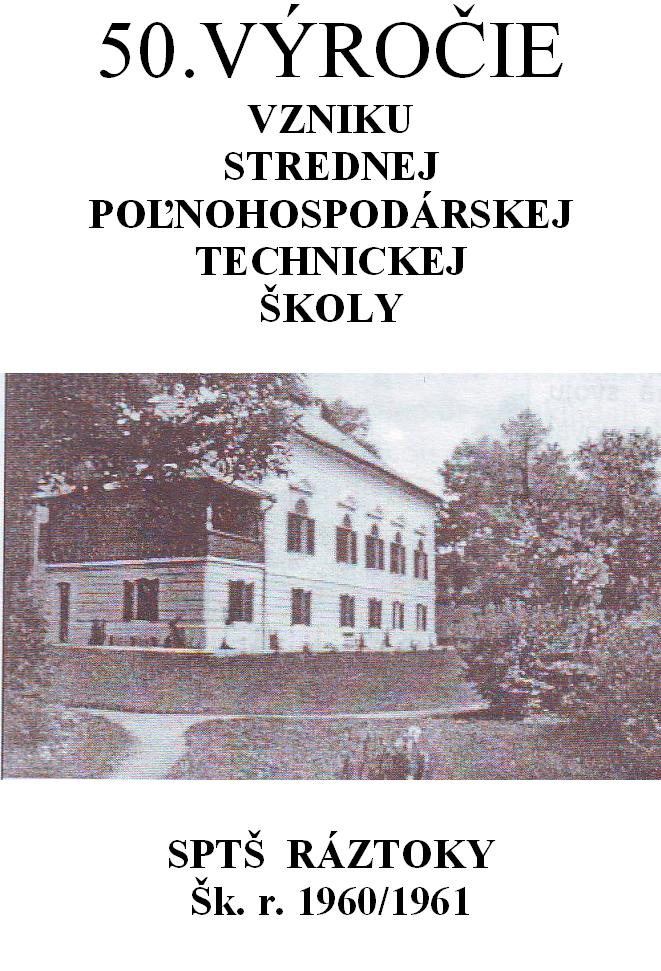 50.VÝROČIE
VZNIKU
STREDNEJ
POĽNOHOSPODÁRSKEJ
TECHNICKEJ
ŠKOLY
SPTŠ RÁZTOKY
Šk. r. 1960/1961